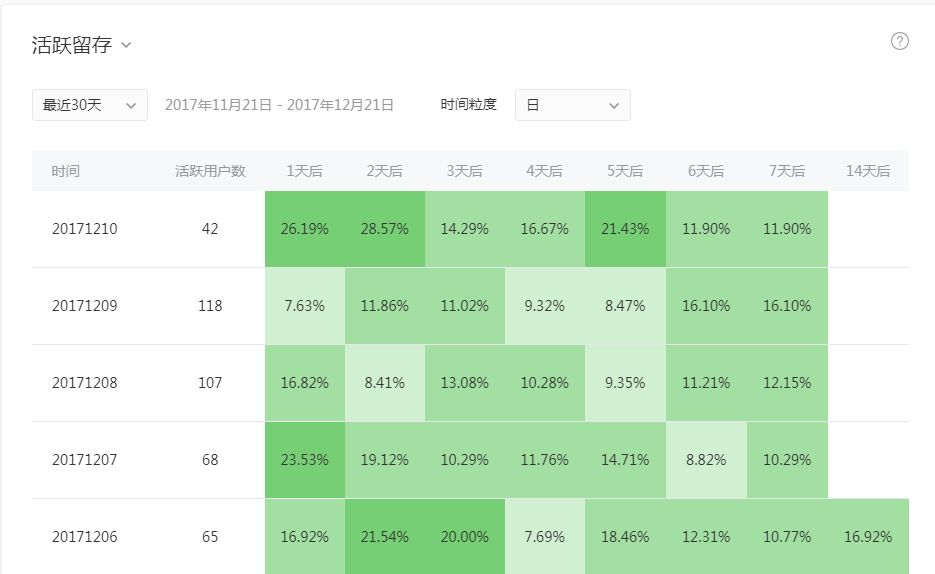 活跃留存
?
最近30天 2017年11月21日 - 2017年12月21日 时间粒度 日
时间 活跃用户数 1天后 2天后 3天后 4天后 5天后 6天后 7天后 14天后
20171210 42 26.19% 28.57% 14.29% 16.67% 21.43% 11.90% 11.90%
20171209 118 7.63% 11.86% 11.02% 9.32% 8.47% 16.10% 16.10%
20171208 107 16.82% 8.41% 13.08% 10.28% 9.35% 11.21% 12.15%
20171207 68 23.53% 19.12% 10.29% 11.76% 14.71% 8.82% 10.29%
20171206 65 16.92% 21.54% 20.00% 7.69% 18.46% 12.31% 10.77% 16.92%